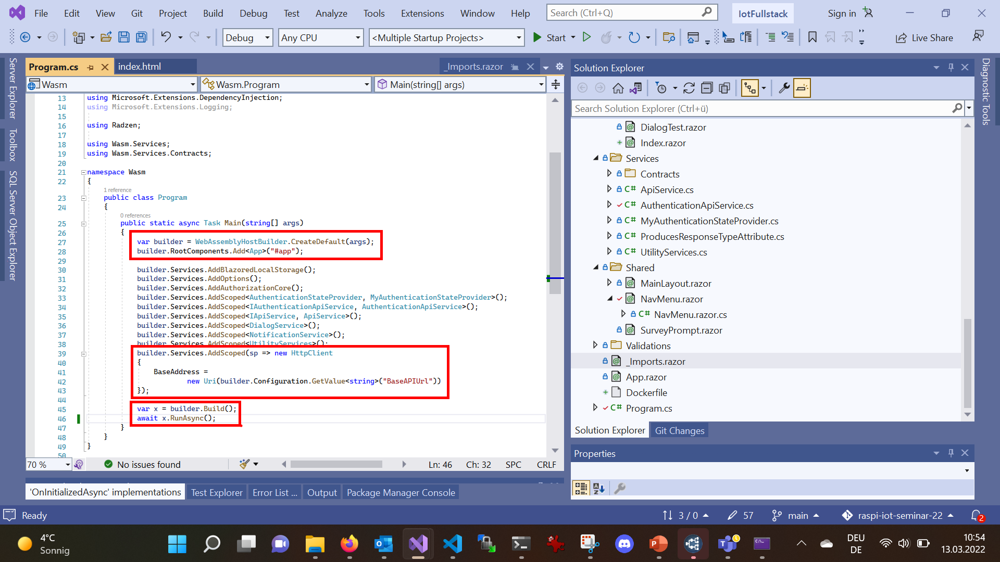 File Edit View Git Project Build Debug Test Analyze Tools Extensions Window Help Search (Ctrl+Q) IotFullstack Sign in
Debug Any CPU <Multiple Startup Projects> Start Live Share
Server Explorer
Toolbox
SQL Server Object Explorer
Program.cs index.html _Imports.razor
Wasm Wasm.Program Main(string[] args)
13 using Microsoft.Extensions.DependencyInjection;
14 using Microsoft.Extensions.Logging;
15
16 using Radzen;
17
18 using Wasm.Services;
19 using Wasm.Services.Contracts;
20
21 namespace Wasm
22 {
1 reference
23 public class Program
24 {
0 references
25 public static async Task Main(string[] args)
26 {
27 var builder = WebAssemblyHostBuilder.CreateDefault(args);
28 builder.RootComponents.Add<App>("#app");
29
30 builder.Services.AddBlazoredLocalStorage();
31 builder.Services.AddOptions();
32 builder.Services.AddAuthorizationCore();
33 builder.Services.AddScoped<AuthenticationStateProvider, MyAuthenticationStateProvider>();
34 builder.Services.AddScoped<IAuthenticationApiService, AuthenticationApiService>();
35 builder.Services.AddScoped<IApiService, ApiService>();
36 builder.Services.AddScoped<DialogService>();
37 builder.Services.AddScoped<NotificationService>();
38 builder.Services.AddScoped<UtilityServices>();
39 builder.Services.AddScoped(sp => new HttpClient
40 {
41 BaseAddress =
42 new Uri(builder.Configuration.GetValue<string>("BaseAPIUrl"))
43 });
44
45 var x = builder.Build();
46 await x.RunAsync();
47 }
48 }
49 }
50
70 % No issues found Ln: 46 Ch: 32 SPC CRLF
'OnInitializedAsync' implementations Test Explorer Error List ... Output Package Manager Console
Solution Explorer
Search Solution Explorer (Ctrl+ü)
DialogTest.razor
Index.razor
Services
Contracts
C# ApiService.cs
C# AuthenticationApiService.cs
C# MyAuthenticationStateProvider.cs
C# ProducesResponseTypeAttribute.cs
C# UtilityServices.cs
Shared
MainLayout.razor
NavMenu.razor
C# NavMenu.razor.cs
SurveyPrompt.razor
Validations
_Imports.razor
App.razor
Dockerfile
C# Program.cs
Solution Explorer Git Changes
Properties
Diagnostic Tools
Ready 3 / 0 57 main raspi-iot-seminar-22 2
4°C
Sonnig
DEU
DE
10:54
13.03.2022